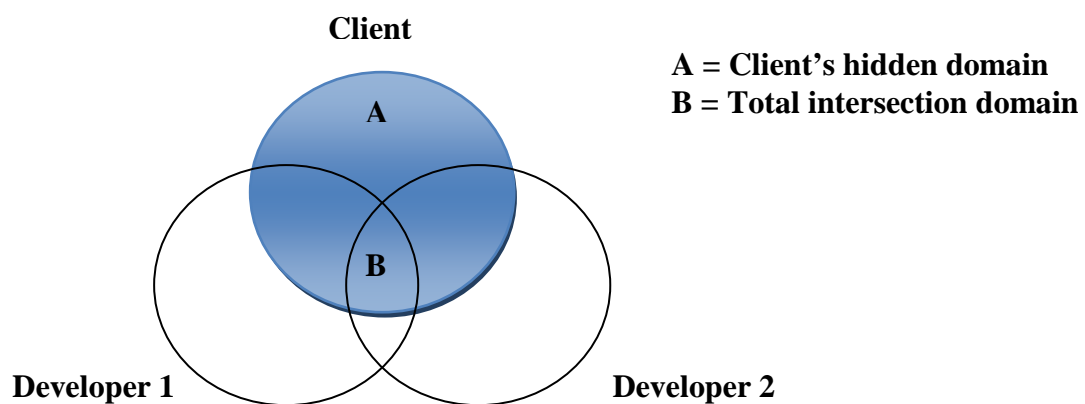 Client
A = Client’s hidden domain
B = Total intersection domain
A
B
Developer 1
Developer 2